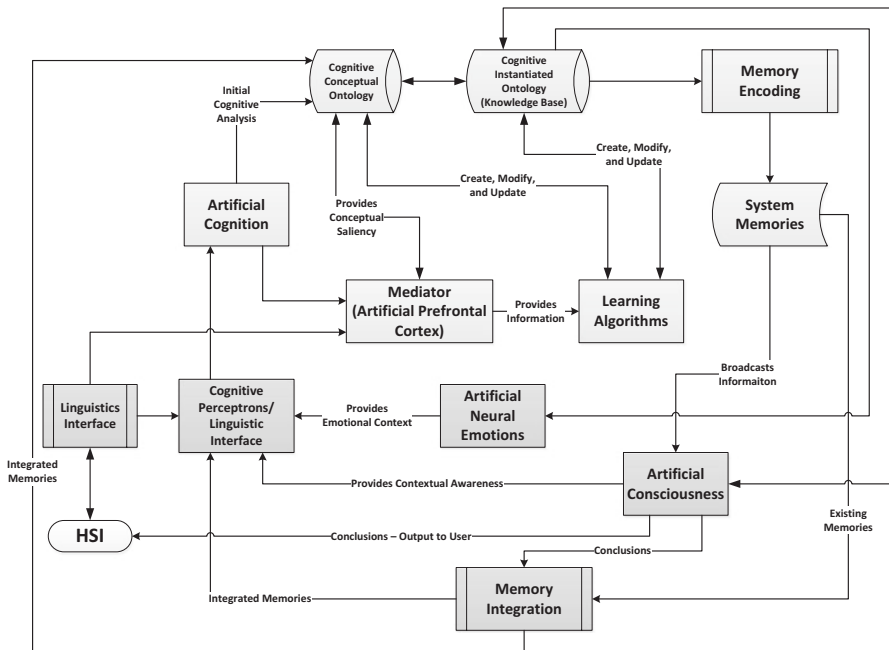 Cognitive
Conceptual
Ontology
Cognitive
Instantiated
Ontology
(Knowledge Base)
Memory
Encoding
Initial
Cognitive
Analysis
Create, Modify,
and Update
Create, Modify,
and Update
Artificial
Cognition
Provides
Conceptual
Saliency
System
Memories
Mediator
(Artificial Prefrontal
Cortex)
Provides
Information
Learning
Algorithms
Broadcasts
Informaiton
Linguistics
Interface
Cognitive
Perceptrons/
Linguistic
Interface
Provides
Emotional Context
Artificial
Neural
Emotions
Integrated
Memories
Provides Contextual Awareness
Artificial
Consciousness
Existing
Memories
HSI
Conclusions – Output to User
Conclusions
Integrated Memories
Memory
Integration